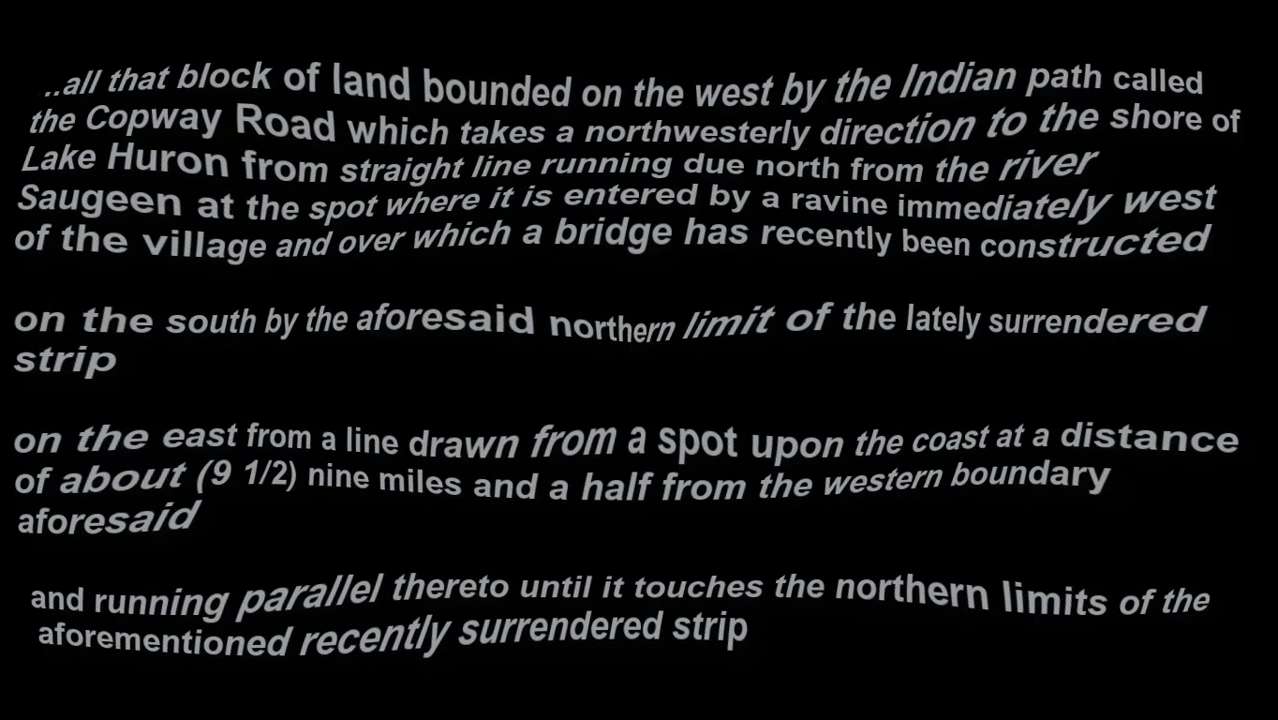 ..all that block of land bounded on the west by the Indian path called
the Copway Road which takes a northwesterly direction to the shore of
Lake Huron from straight line running due north from the river
Saugeen at the spot where it is entered by a ravine immediately west
of the village and over which a bridge has recently been constructed
on the south by the aforesaid northern limit of the lately surrendered
strip
on the east from a line drawn from a spot upon the coast at a distance
of about (9 1/2) nine miles and a half from the western boundary
aforesaid
and running parallel thereto until it touches the northern limits of the
aforementioned recently surrendered strip